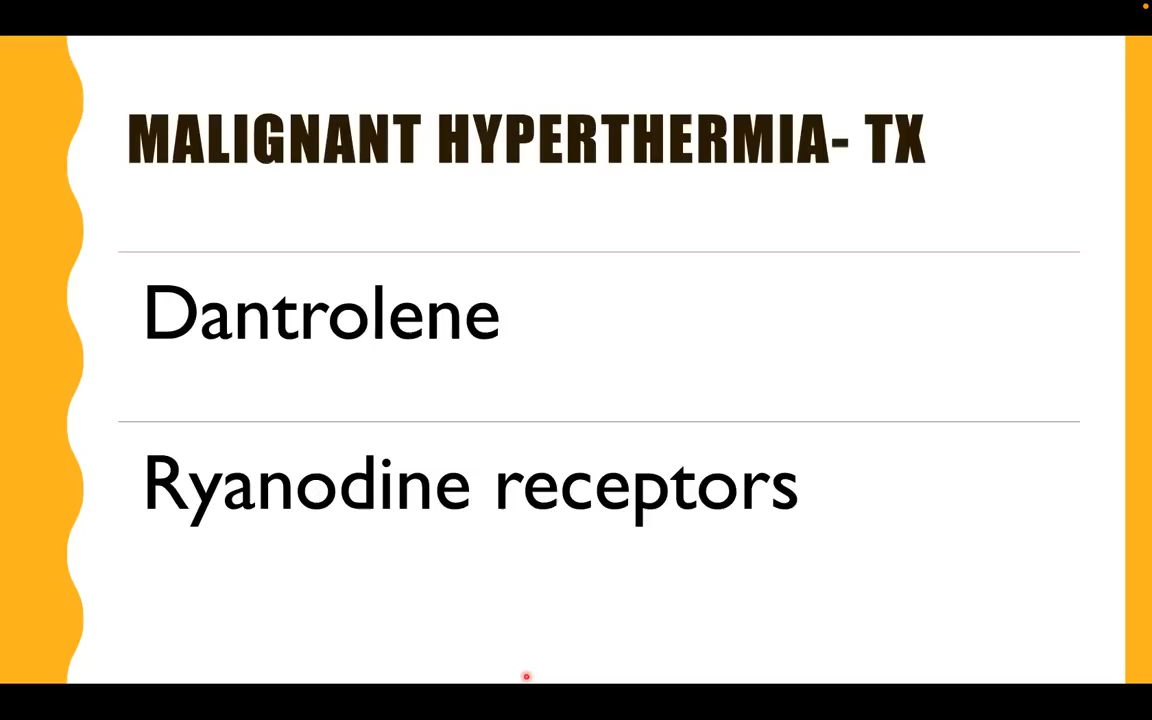 MALIGNANT HYPERTHERMIA- TX
Dantrolene
Ryanodine receptors